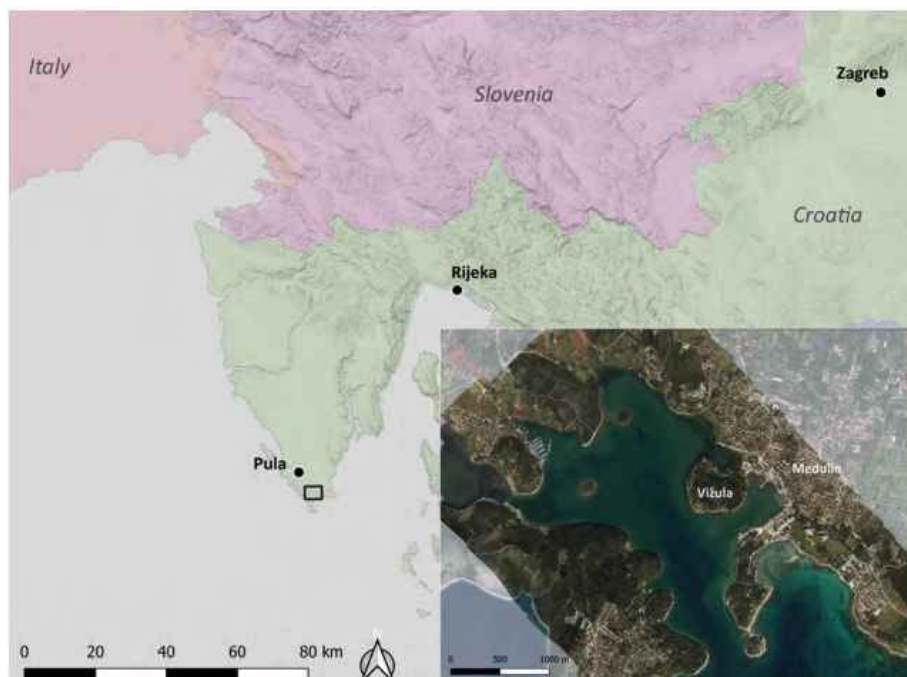 Italy
Slovenia
Zagreb
Croatia
Rijeka
Pula
Medulin
Vižula
0 20 40 60 80 km
0 500 1000 m